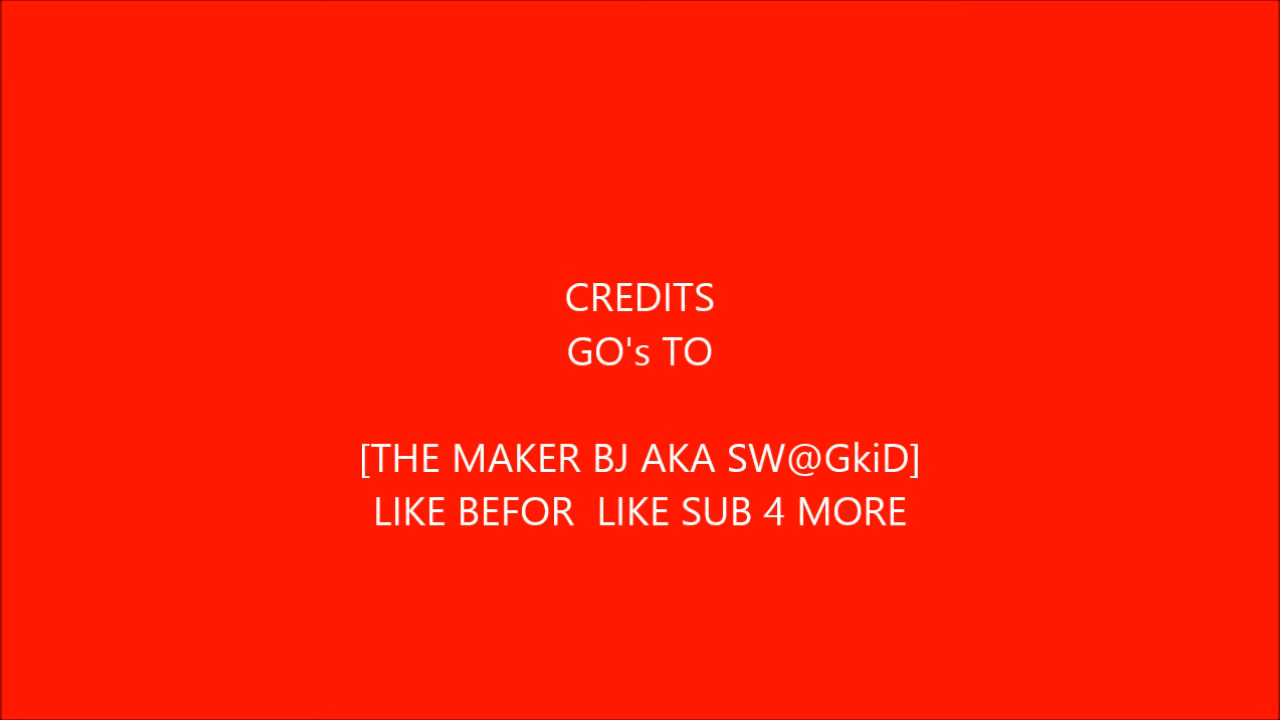 CREDITS
GO's TO
[THE MAKER BJ AKA SW@GkiD]
LIKE BEFOR  LIKE SUB 4 MORE